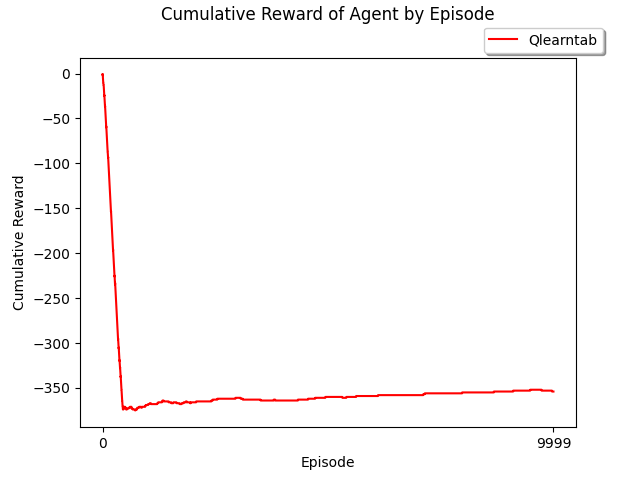 Cumulative Reward of Agent by Episode
Qlearntab
0
−50
−100
−150
−200
−250
−300
−350
Cumulative Reward
0
9999
Episode